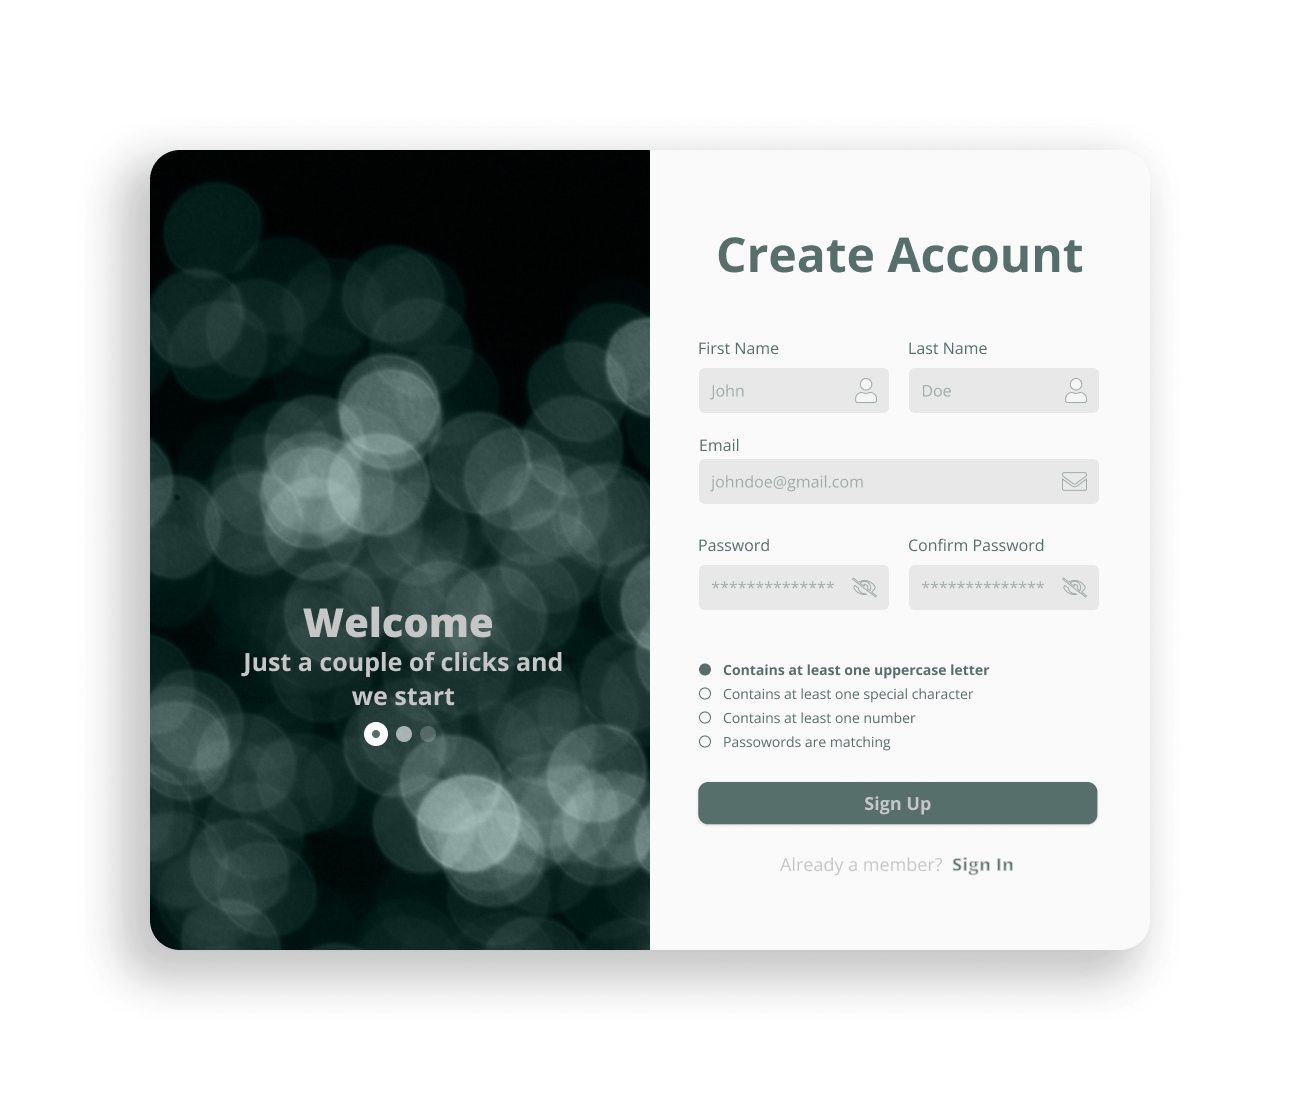 Welcome
Just a couple of clicks and
we start
Create Account
First Name
Last Name
John
Doe
Email
johndoe@gmail.com
Password
Confirm Password
**************
**************
Contains at least one uppercase letter
Contains at least one special character
Contains at least one number
Passowords are matching
Sign Up
Already a member? Sign In